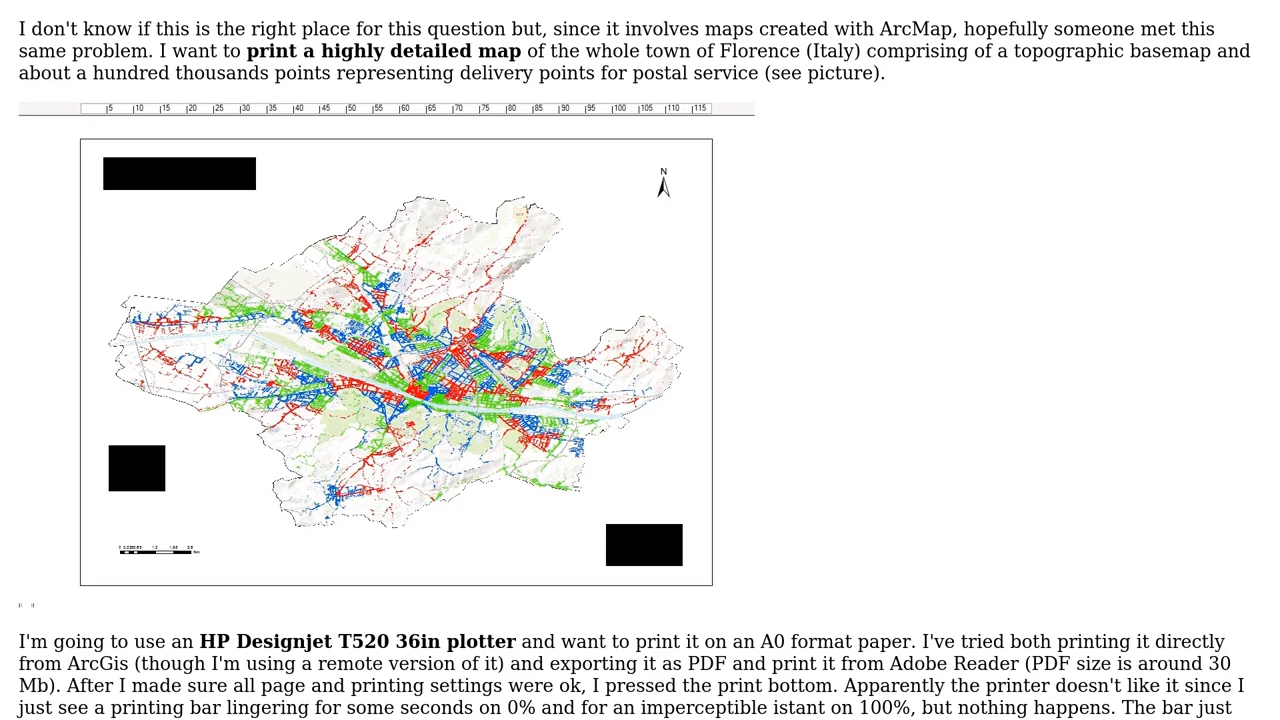 I don't know if this is the right place for this question but, since it involves maps created with ArcMap, hopefully someone met this
same problem. I want to print a highly detailed map of the whole town of Florence (Italy) comprising of a topographic basemap and
about a hundred thousands points representing delivery points for postal service (see picture).
5 10 15 20 25 30 35 40 45 50 55 60 65 70 75 80 85 90 95 100 105 110 115
N
I'm going to use an HP Designjet T520 36in plotter and want to print it on an A0 format paper. I've tried both printing it directly
from ArcGis (though I'm using a remote version of it) and exporting it as PDF and print it from Adobe Reader (PDF size is around 30
Mb). After I made sure all page and printing settings were ok, I pressed the print bottom. Apparently the printer doesn't like it since I
just see a printing bar lingering for some seconds on 0% and for an imperceptible istant on 100%, but nothing happens. The bar just